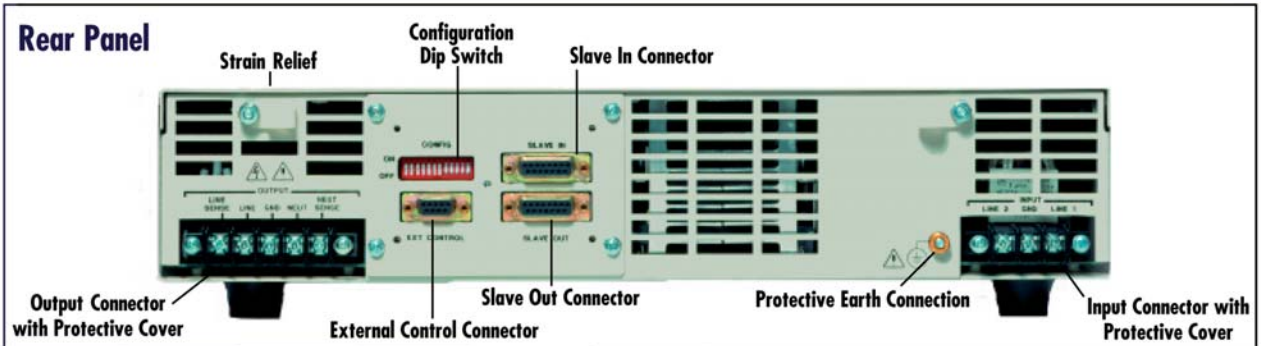 Rear Panel
Strain Relief
Configuration
Dip Switch
Slave In Connector
CONFIG
ON
OFF
SLAVE IN
OUTPUT
LINE SENSE
LINE
GND
NEUT
NEUT SENSE
EXT CONTROL
SLAVE OUT
INPUT
LINE 2
GND
LINE 1
Output Connector
with Protective Cover
External Control Connector
Slave Out Connector
Protective Earth Connection
Input Connector with
Protective Cover